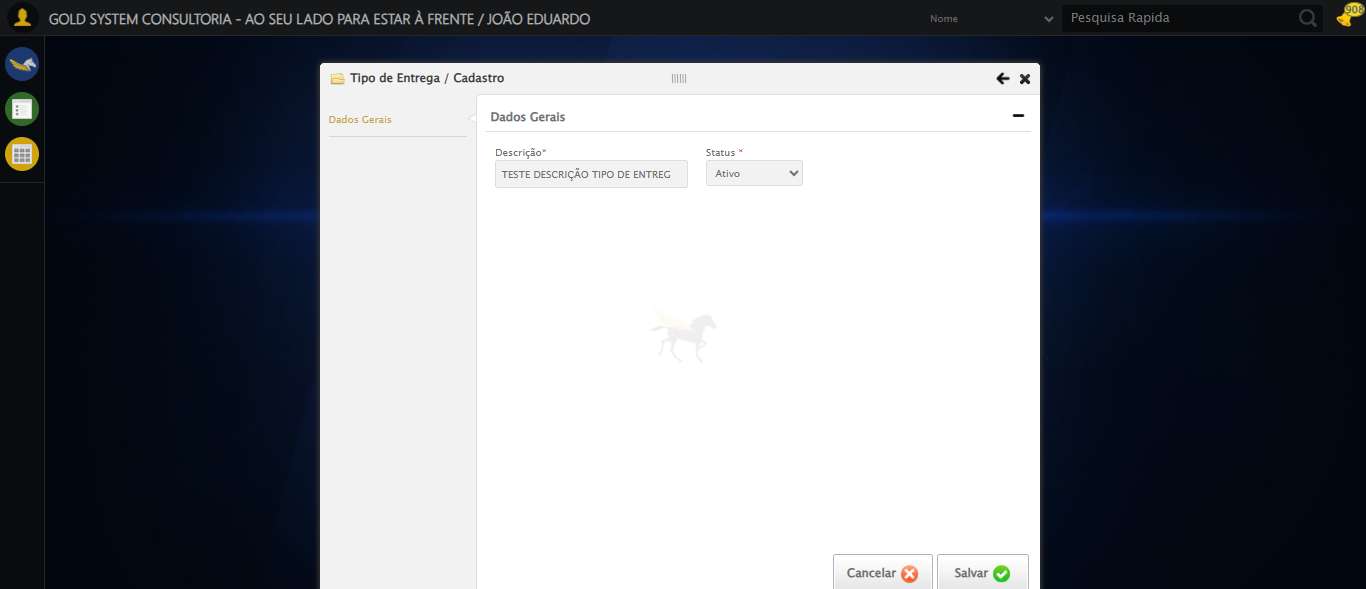 GOLD SYSTEM CONSULTORIA - AO SEU LADO PARA ESTAR À FRENTE / JOÃO EDUARDO
Nome
Pesquisa Rapida
908
Tipo de Entrega / Cadastro
Dados Gerais
Dados Gerais
Descrição*
Status *
TESTE DESCRIÇÃO TIPO DE ENTREG
Ativo
Cancelar
Salvar